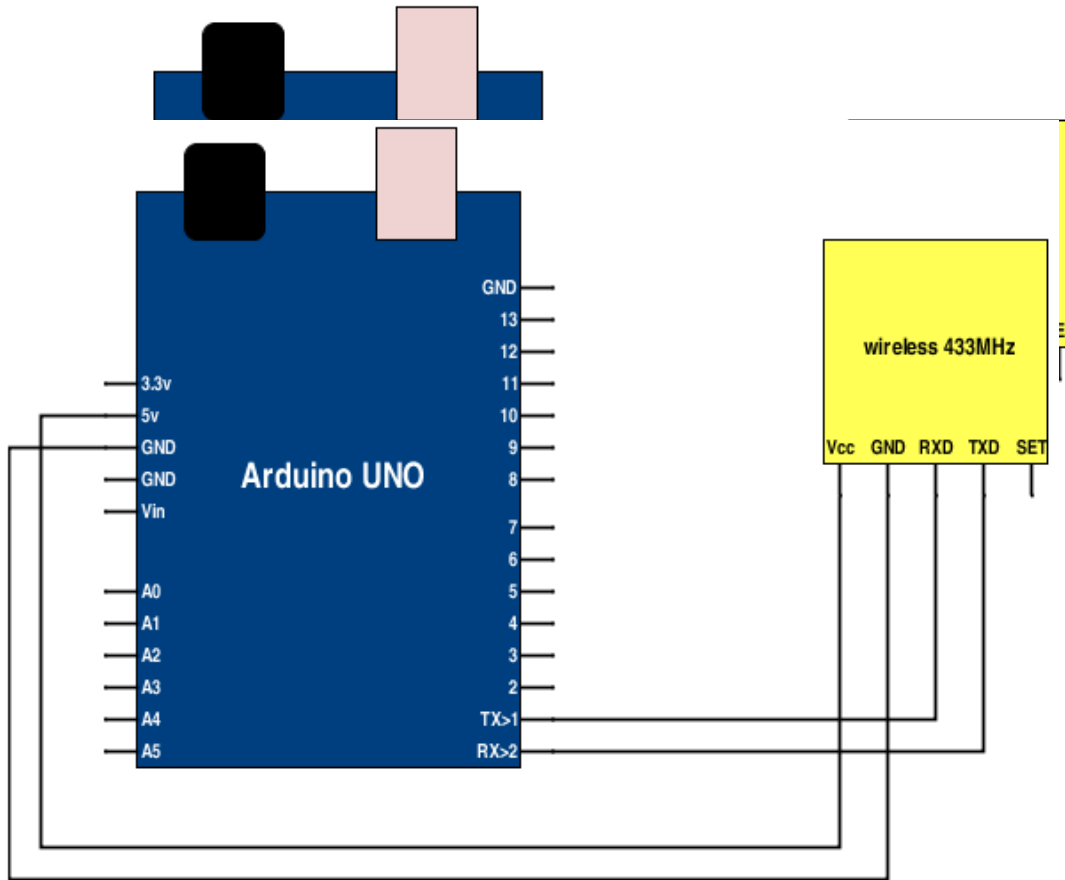 GND
13
12
11
10
9
8
7
6
5
4
3
2
TX>1
RX>2
3.3v
5v
GND
GND
Vin
A0
A1
A2
A3
A4
A5
Arduino UNO
wireless 433MHz
Vcc GND RXD TXD SET